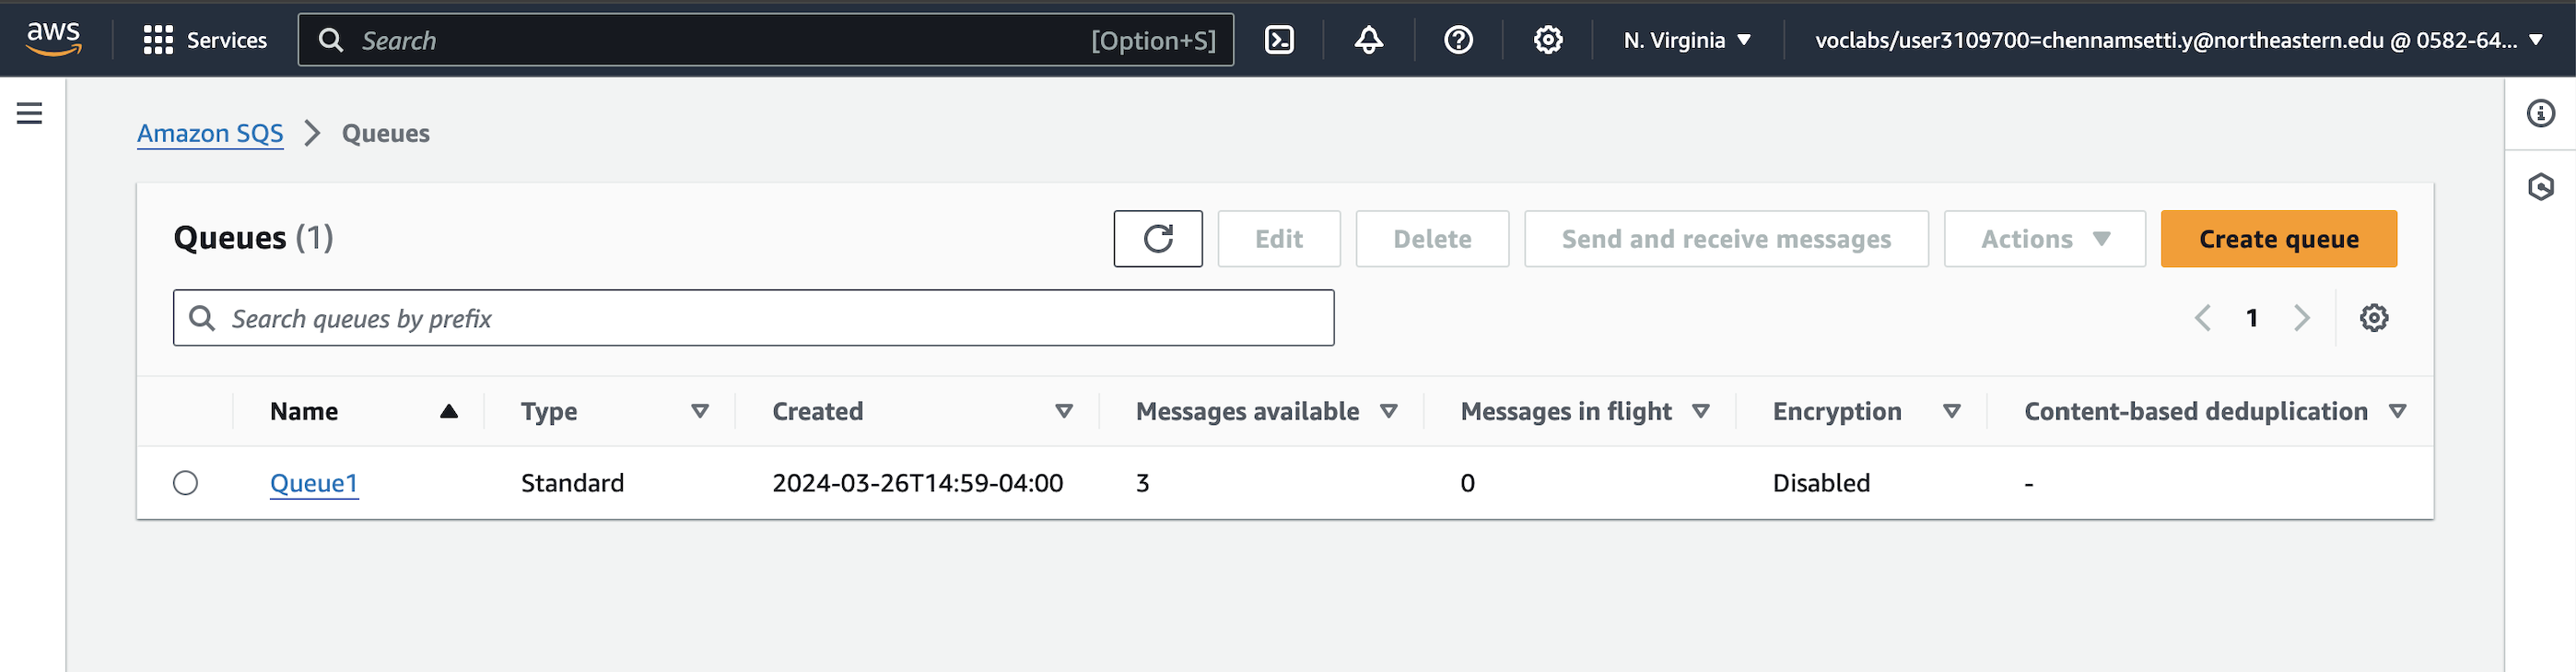 aws Services Search [Option+S] N. Virginia voclabs/user3109700=chennamsetti.y@northeastern.edu @ 0582-64...
Amazon SQS > Queues
Queues (1) Edit Delete Send and receive messages Actions Create queue
Search queues by prefix 1
Name Type Created Messages available Messages in flight Encryption Content-based deduplication
Queue1 Standard 2024-03-26T14:59-04:00 3 0 Disabled -